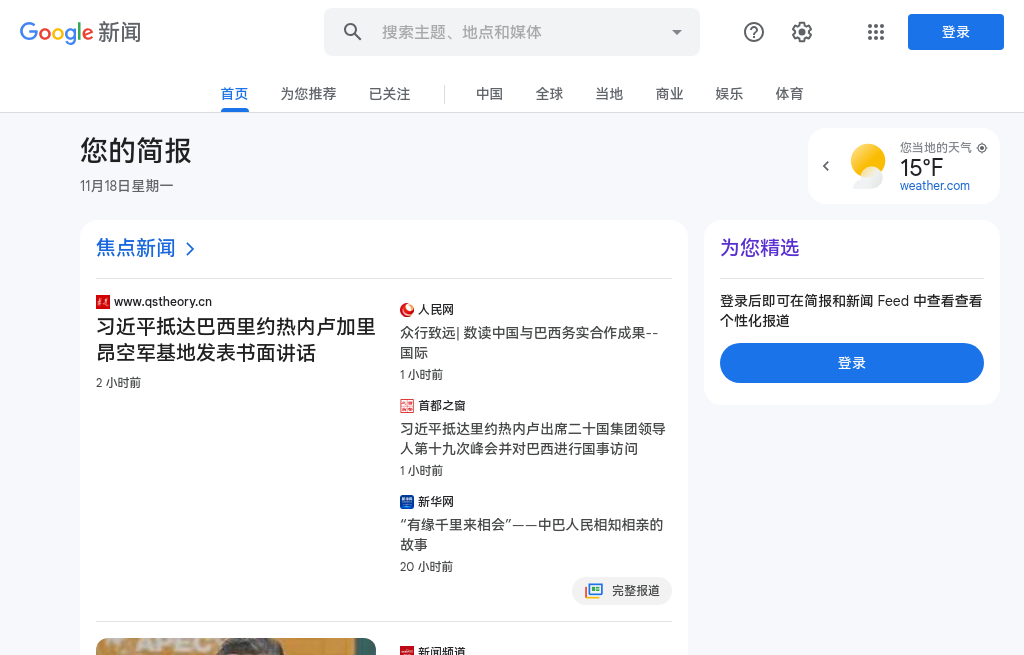 Google 新闻
搜索主题、地点和媒体
登录
首页
为您推荐
已关注
中国
全球
当地
商业
娱乐
体育
您的简报
11月18日星期一
您当地的天气
15°F
weather.com
焦点新闻
www.qstheory.cn
习近平抵达巴西里约热内卢加里
昂空军基地发表书面讲话
2 小时前
人民网
众行致远| 数读中国与巴西务实合作成果--
国际
1 小时前
首都之窗
习近平抵达里约热内卢出席二十国集团领导
人第十九次峰会并对巴西进行国事访问
1 小时前
新华网
“有缘千里来相会”——中巴人民相知相亲的
故事
20 小时前
完整报道
为您精选
登录后即可在简报和新闻 Feed 中查看查看
个性化报道
登录
APEC
新闻频道